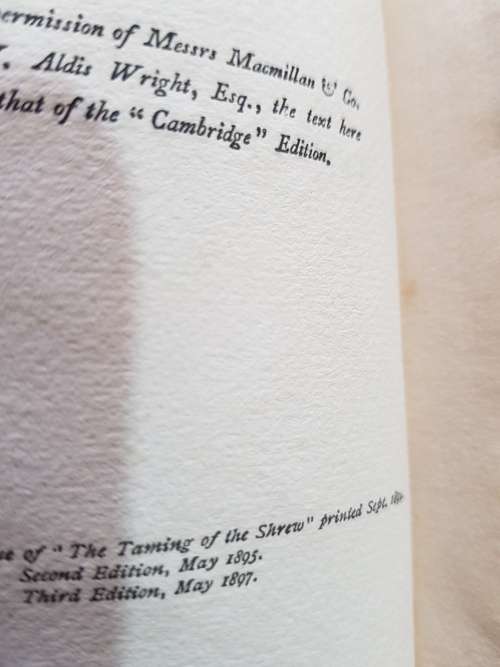 ermission of Messrs Macmillan & Co.
. Aldis Wright, Esq., the text here
that of the “ Cambridge ” Edition.
e of “ The Taming of the Shrew ” printed Sept.
Second Edition, May 1895.
Third Edition, May 1897.